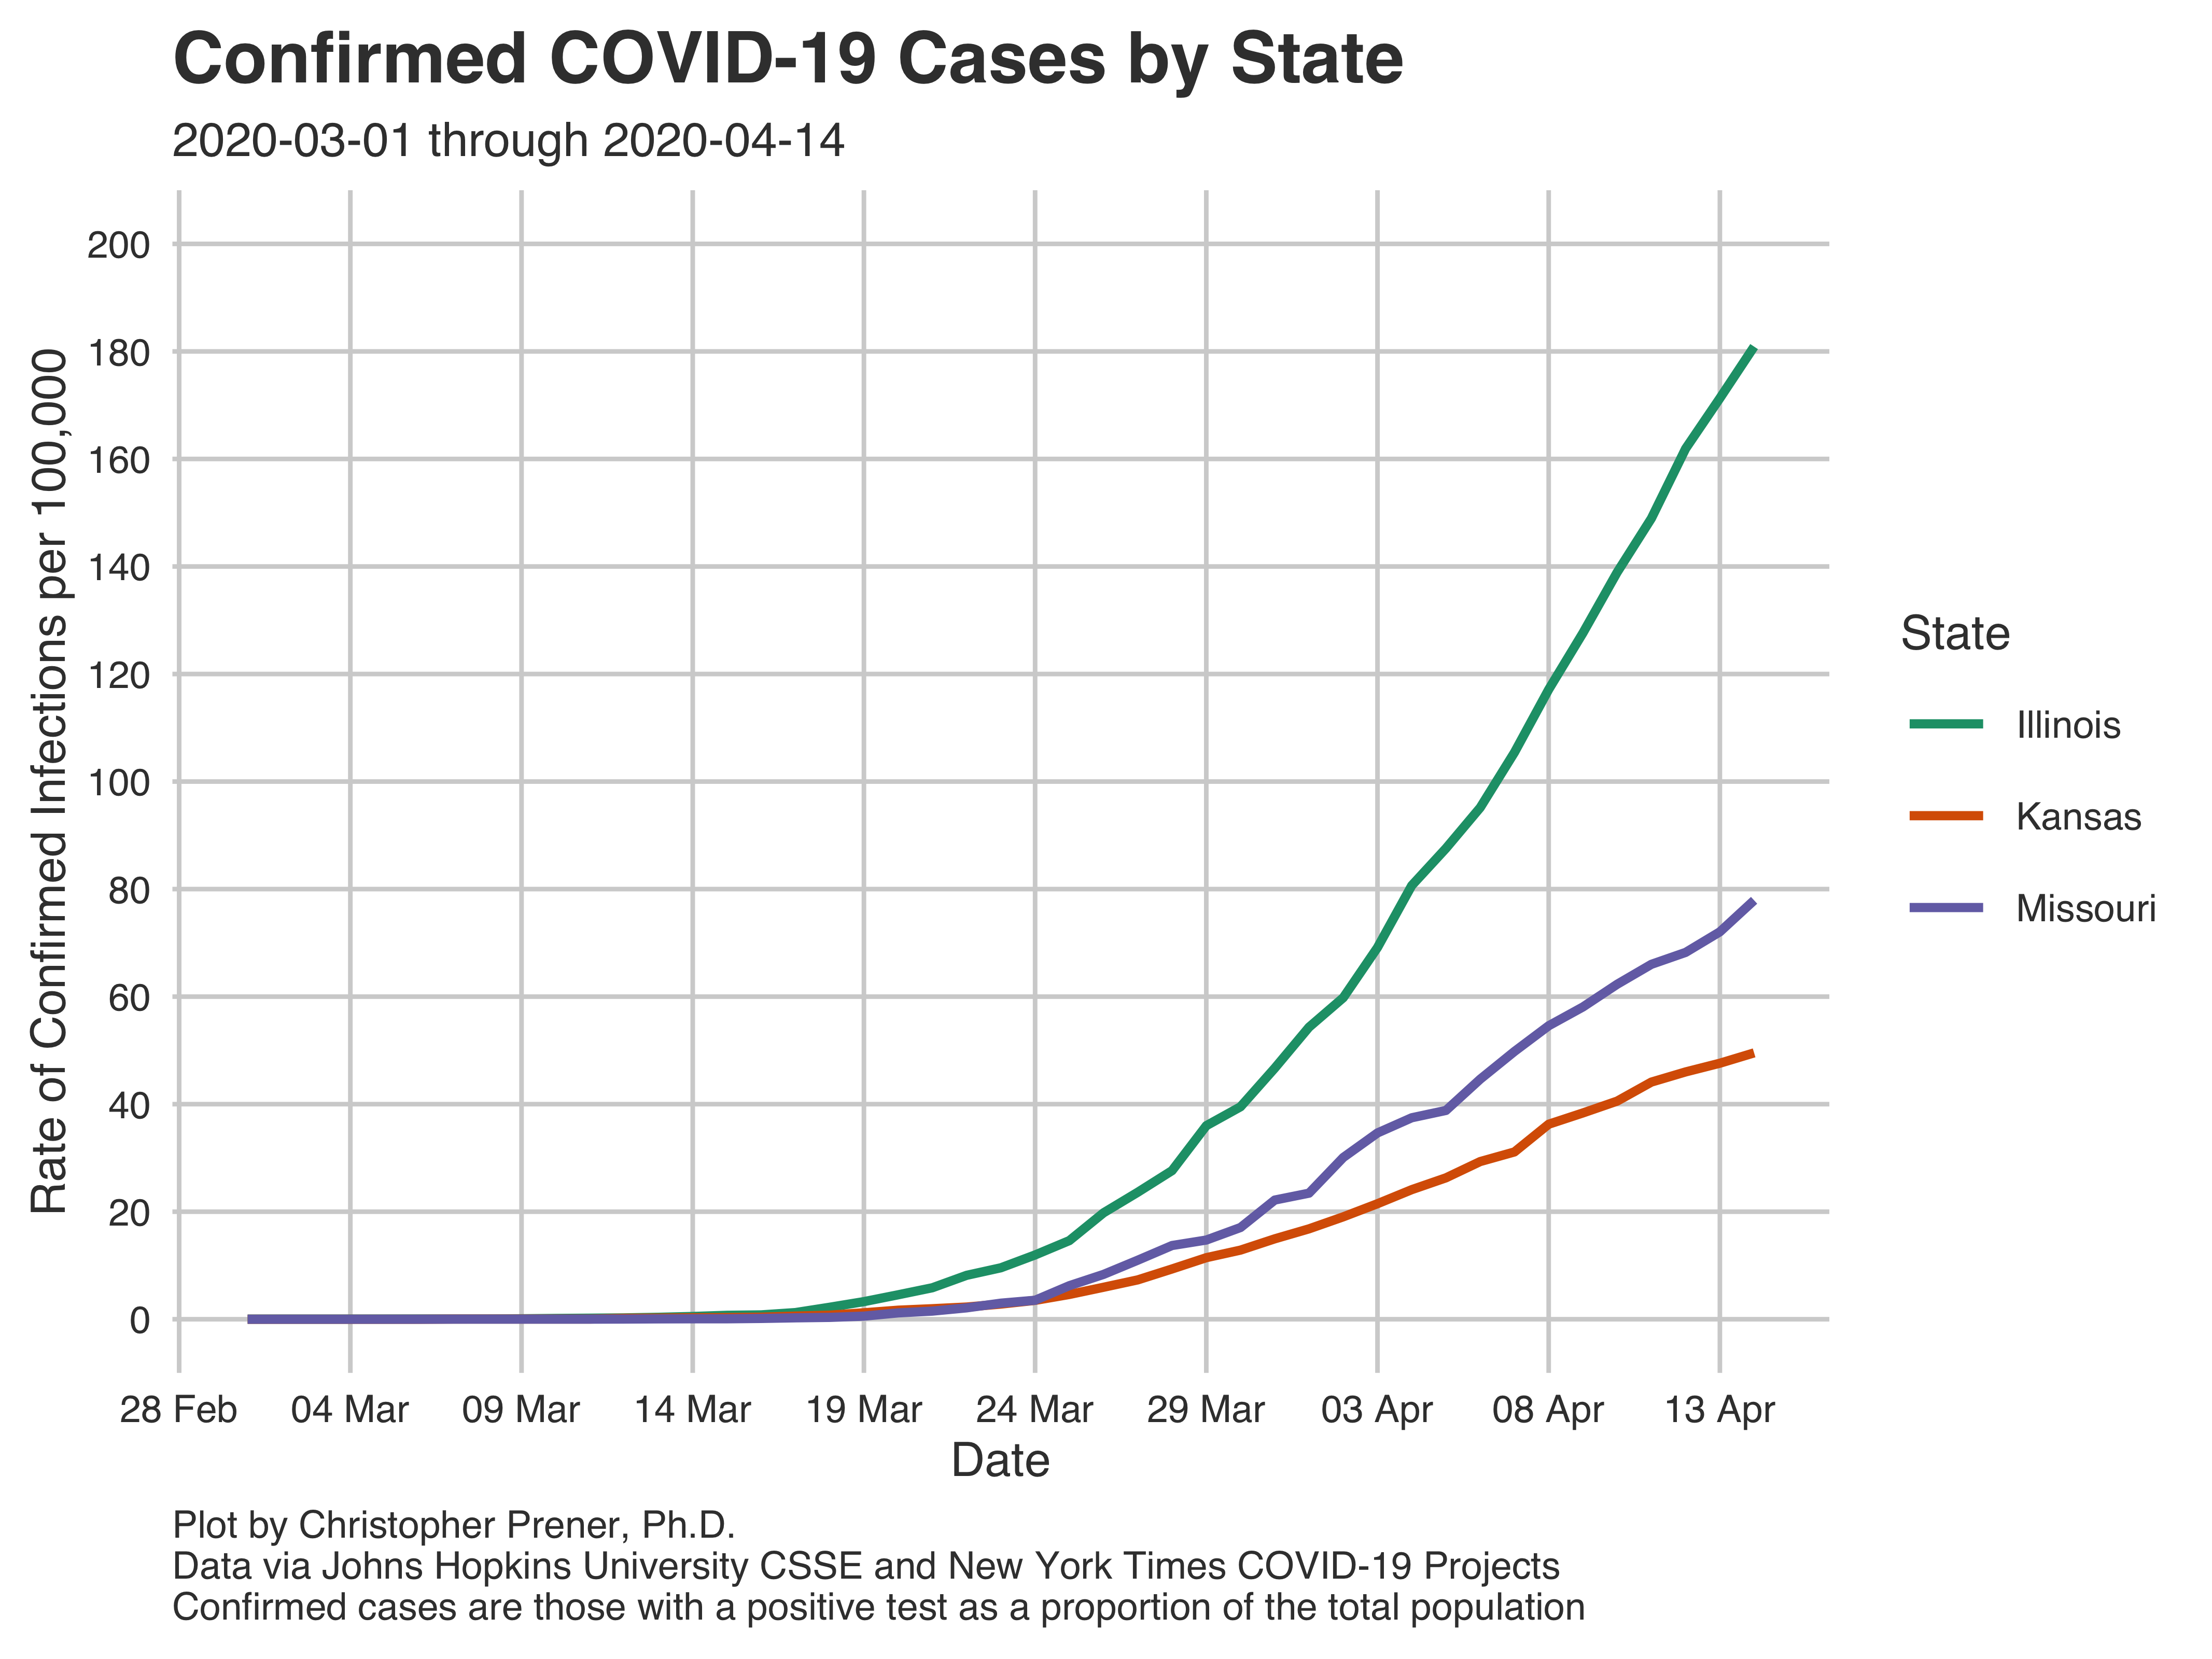 Confirmed COVID-19 Cases by State
2020-03-01 through 2020-04-14
Rate of Confirmed Infections per 100,000
200
180
160
140
120
100
80
60
40
20
0
28 Feb
04 Mar
09 Mar
14 Mar
19 Mar
24 Mar
29 Mar
03 Apr
08 Apr
13 Apr
Date
State
Illinois
Kansas
Missouri
Plot by Christopher Prener, Ph.D.
Data via Johns Hopkins University CSSE and New York Times COVID-19 Projects
Confirmed cases are those with a positive test as a proportion of the total population